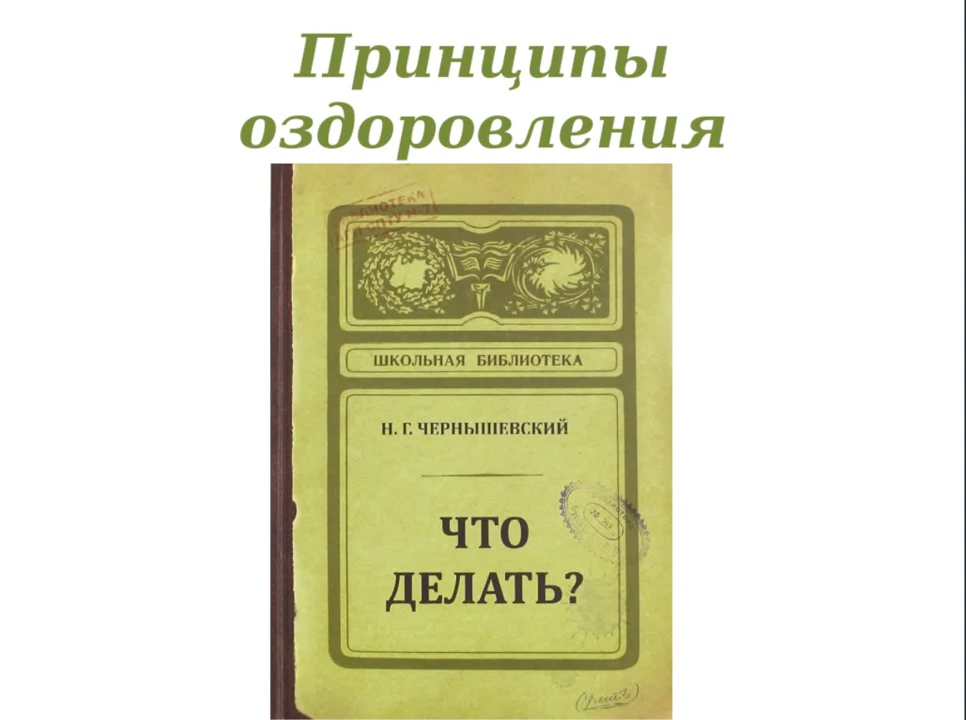 Принципы
оздоровления
ШКОЛЬНАЯ БИБЛИОТЕКА
Н. Г. ЧЕРНЫШЕВСКИЙ
ЧТО
ДЕЛАТЬ?